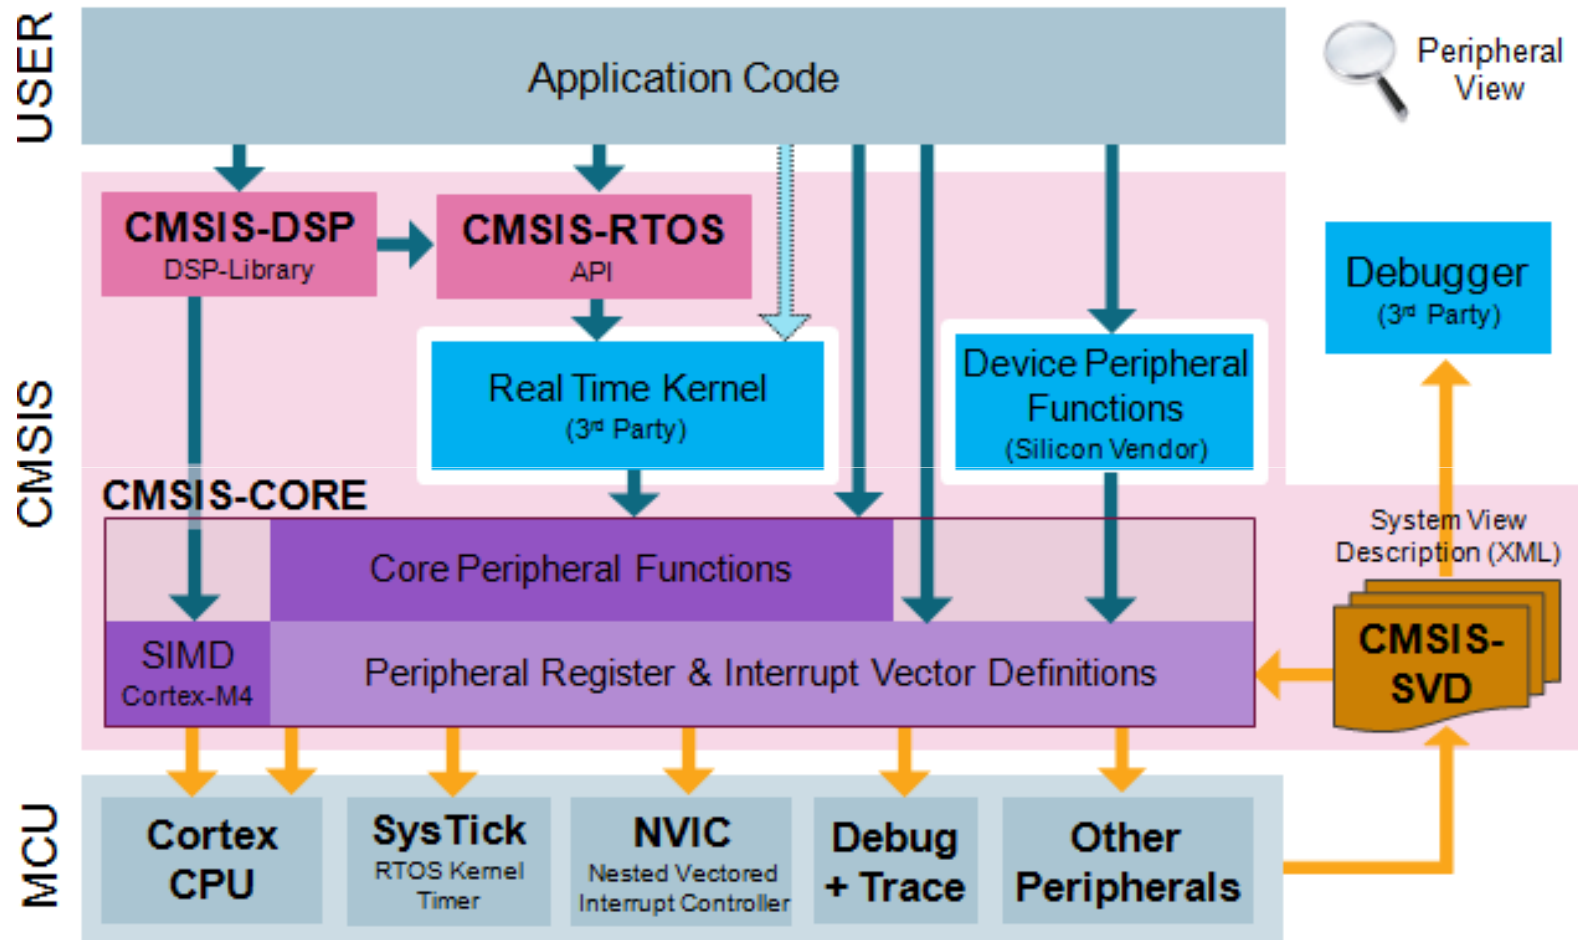 USER
Application Code
Peripheral
View
CMSIS
CMSIS-DSP
DSP-Library
CMSIS-RTOS
API
Real Time Kernel
(3rd Party)
Device Peripheral
Functions
(Silicon Vendor)
Debugger
(3rd Party)
CMSIS-CORE
Core Peripheral Functions
SIMD
Cortex-M4
Peripheral Register & Interrupt Vector Definitions
System View
Description (XML)
CMSIS-
SVD
MCU
Cortex
CPU
SysTick
RTOS Kernel
Timer
NVIC
Nested Vectored
Interrupt Controller
Debug
+ Trace
Other
Peripherals